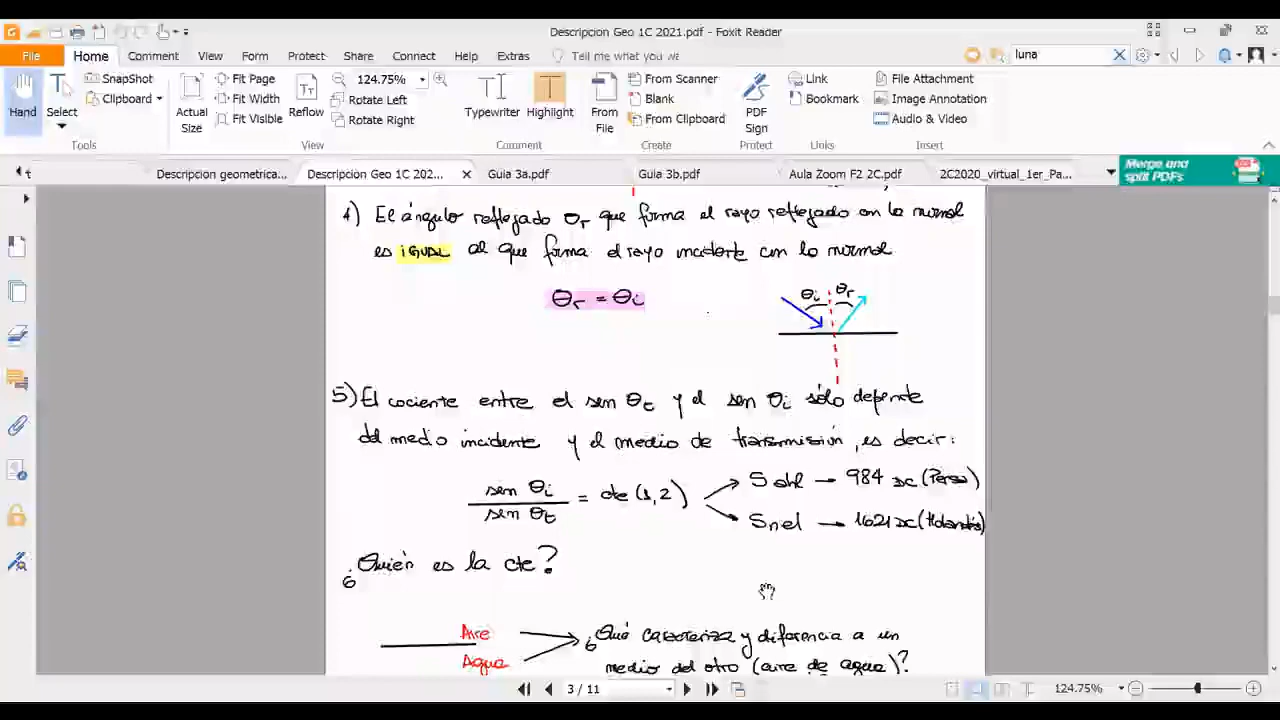 Descripcion Geo 1C 2021.pdf - Foxit Reader
File Home Comment View Form Protect Share Connect Help Extras Tell me what you wa luna
Hand
Select
SnapShot
Clipboard
Actual Size
Fit Page
Fit Width
Fit Visible
Reflow
124.75%
Rotate Left
Rotate Right
Typewriter
Highlight
From File
From Scanner
Blank
From Clipboard
PDF Sign
Link
Bookmark
File Attachment
Image Annotation
Audio & Video
Tools View Comment Create Protect Links Insert
Descripcion geometrica... Descripcion Geo 1C 202... Guia 3a.pdf Guia 3b.pdf Aula Zoom F2 2C.pdf 2C2020_virtual_1er_Pa...
Merge and split PDFs
4) El ángulo reflejado θr que forma el rayo reflejado con la normal
es IGUAL al que forma el rayo incidente con la normal
θr = θi
θi θr
5) El cociente entre el sen θt y el sen θi sólo depende
del medio incidente y el medio de transmisión, es decir:
sen θi
sen θt
= cte (1,2)
Sahl → 984 DC (Persa)
Snel → 1621 DC (Holandés)
¿Quién es la cte?
Aire
Agua
¿Qué caracteriza y diferencia a un
medio del otro (aire de agua)?
3 / 11
124.75%